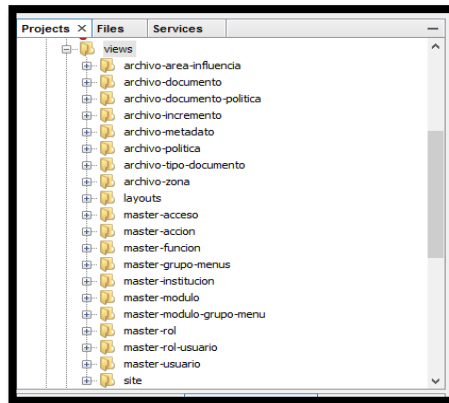 Projects × Files Services
views
archivo-area-influencia
archivo-documento
archivo-documento-politica
archivo-incremento
archivo-metadato
archivo-politica
archivo-tipo-documento
archivo-zona
layouts
master-acceso
master-accion
master-funcion
master-grupo-menus
master-institucion
master-modulo
master-modulo-grupo-menu
master-rol
master-rol-usuario
master-usuario
site